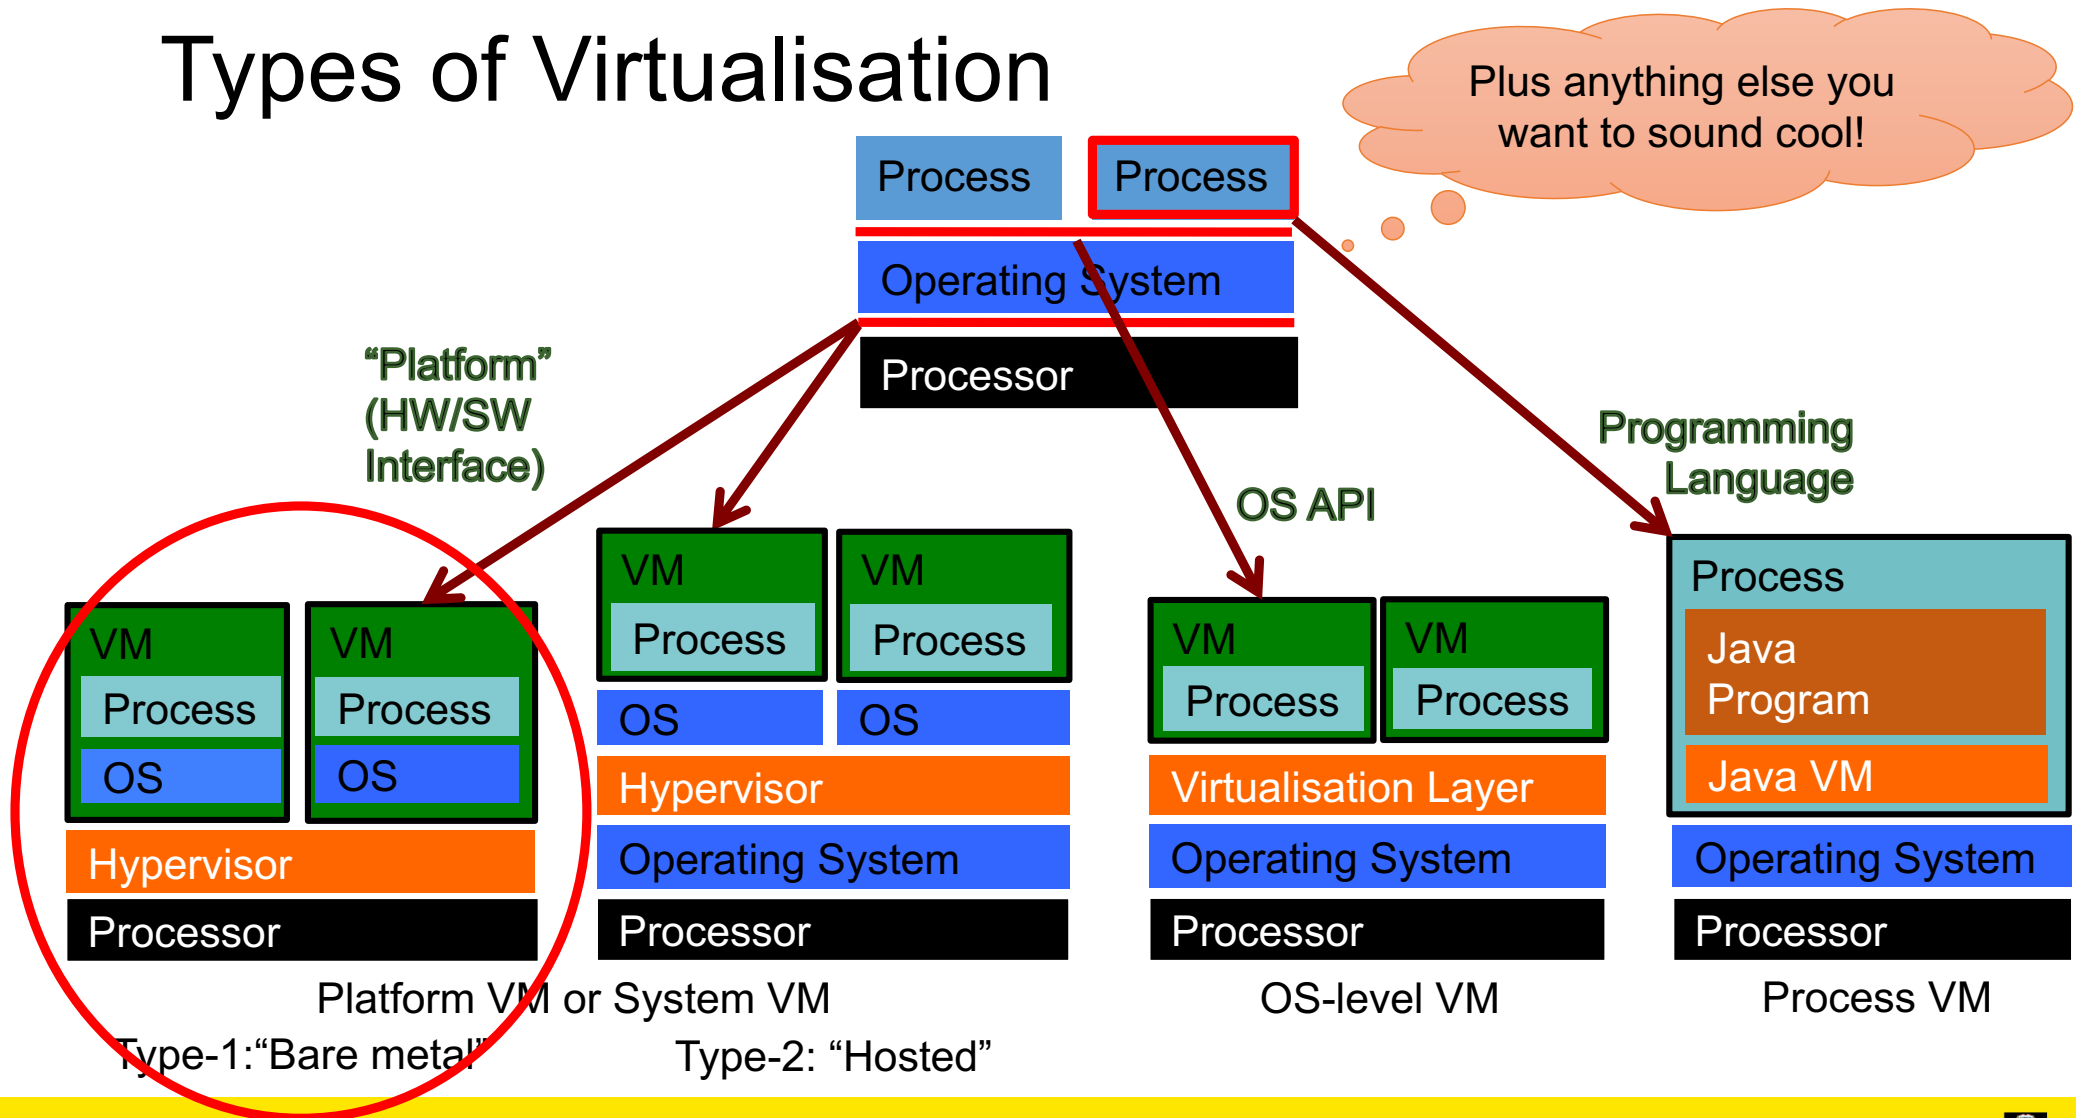 Types of Virtualisation
Plus anything else you
want to sound cool!
Process
Process
Operating System
Processor
“Platform”
(HW/SW
Interface)
OS API
Programming
Language
VM
Process
OS
VM
Process
OS
Hypervisor
Processor
VM
Process
VM
Process
OS
OS
Hypervisor
Operating System
Processor
VM
Process
VM
Process
Virtualisation Layer
Operating System
Processor
Process
Java
Program
Java VM
Operating System
Processor
Platform VM or System VM
OS-level VM
Process VM
Type-1:“Bare metal”
Type-2: “Hosted”